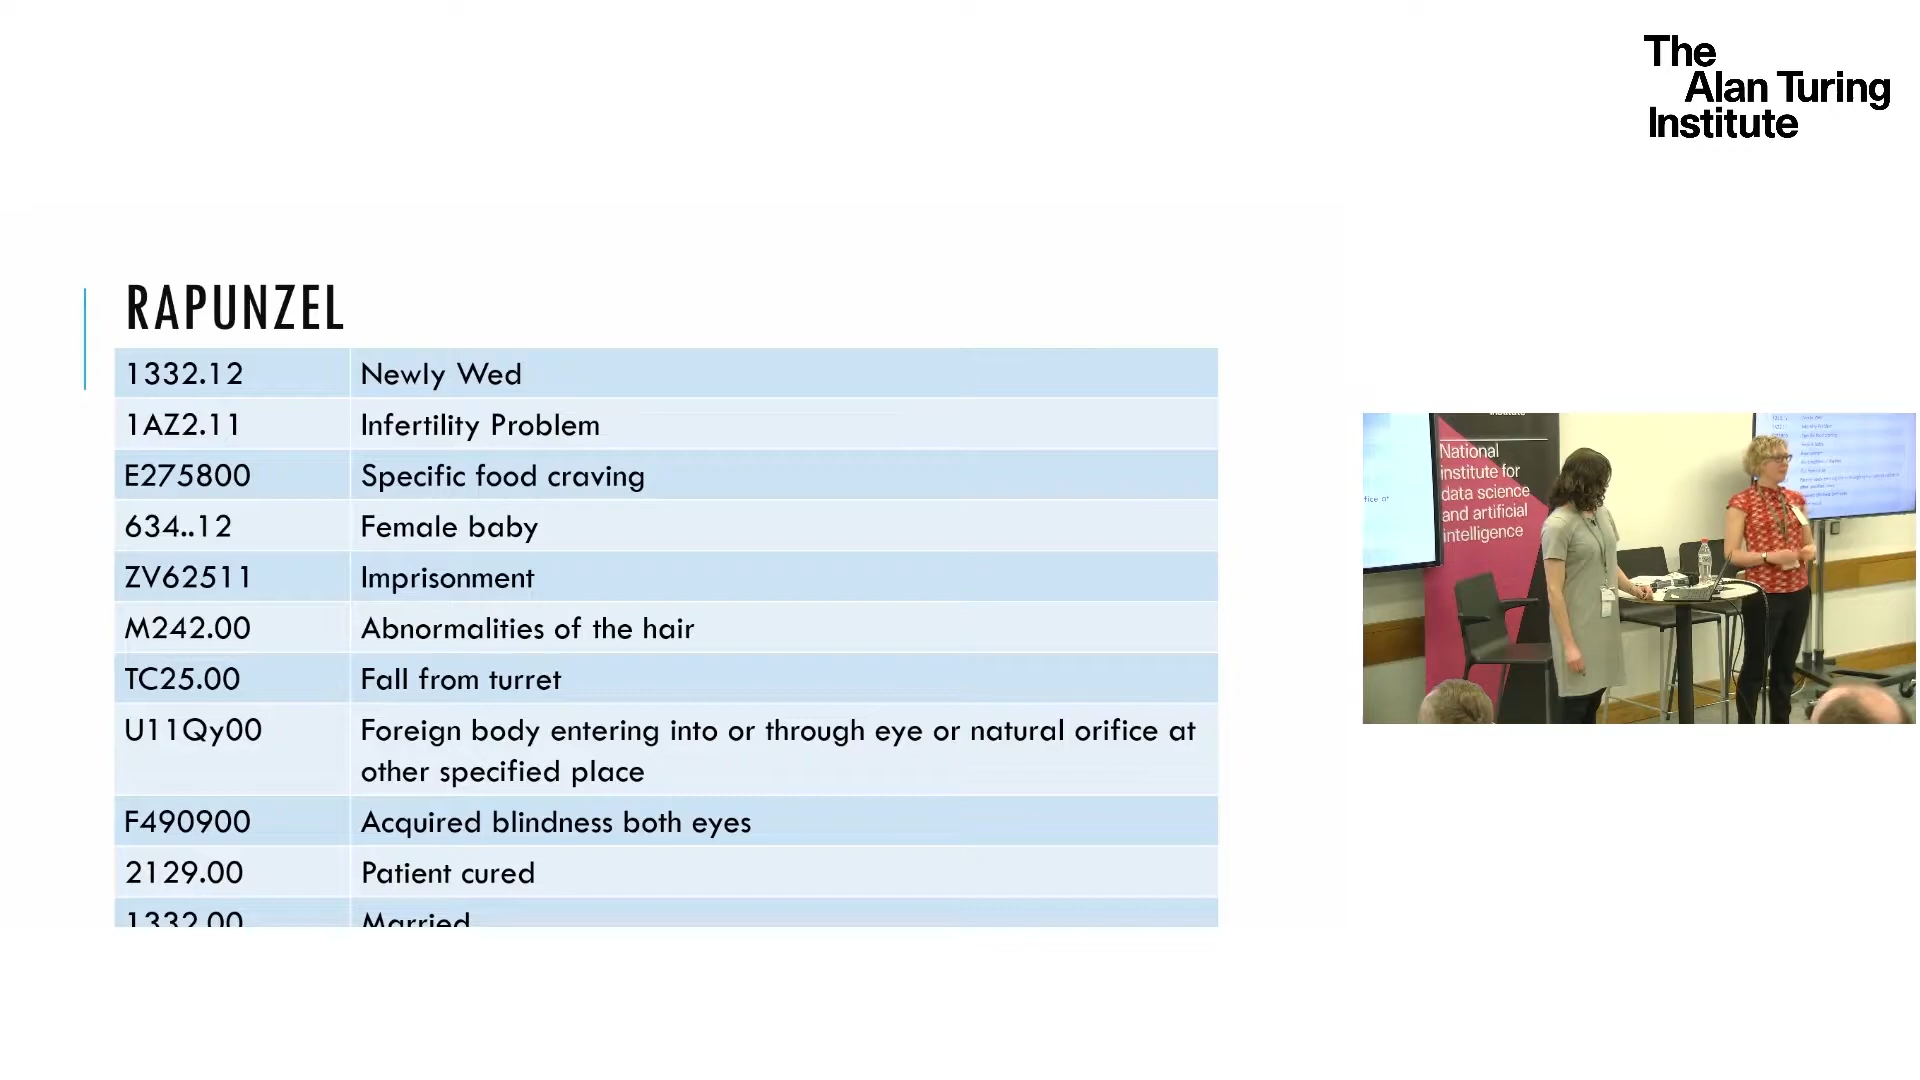 The
Alan Turing
Institute
RAPUNZEL
1332.12 Newly Wed
1AZ2.11 Infertility Problem
E275800 Specific food craving
634..12 Female baby
ZV62511 Imprisonment
M242.00 Abnormalities of the hair
TC25.00 Fall from turret
U11Qy00 Foreign body entering into or through eye or natural orifice at
other specified place
F490900 Acquired blindness both eyes
2129.00 Patient cured
1332.00 Married
National
institute for
data science
and artificial
intelligence